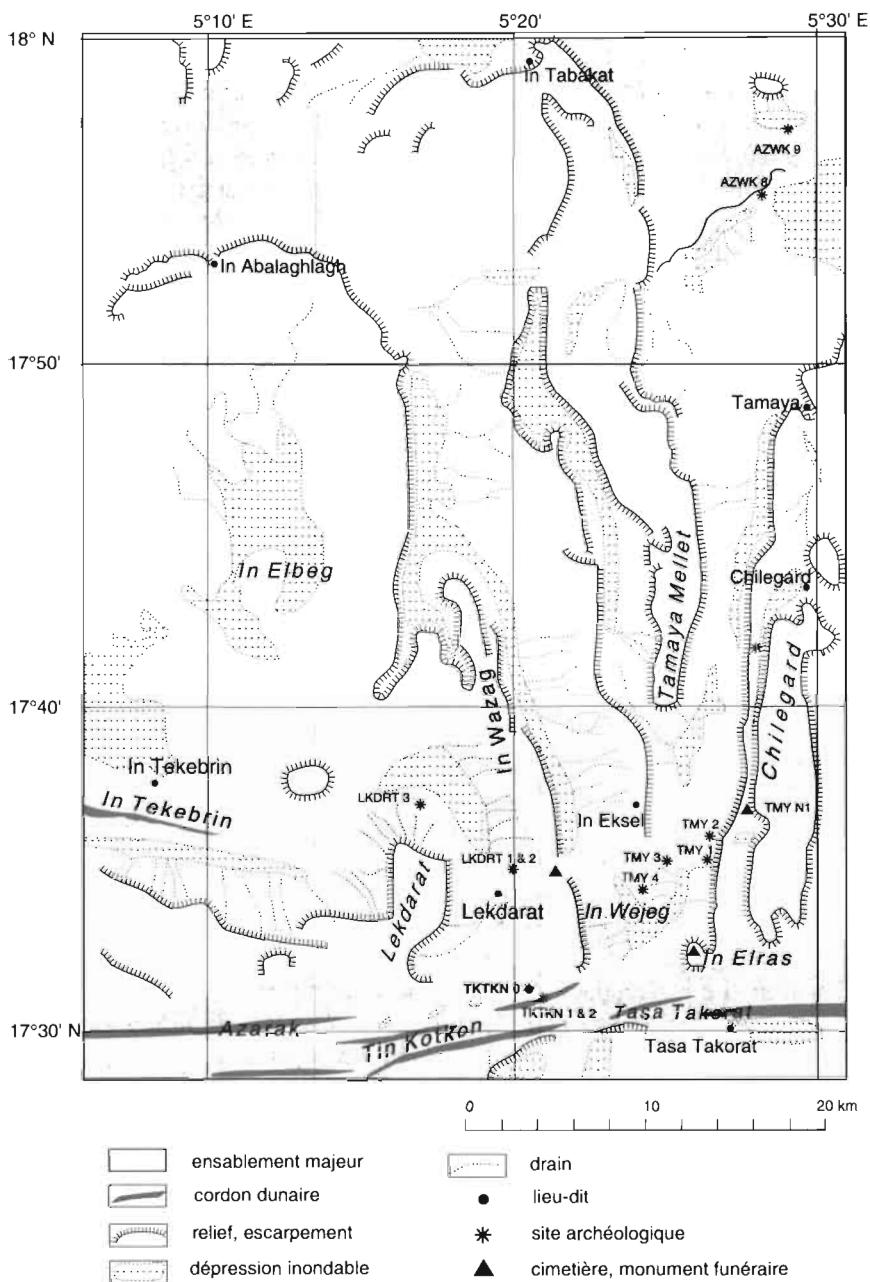 5°10' E
5°20'
5°30' E
18° N
In Tabakat
AZWK 9
AZWK 8
In Abalaghlagh
17°50'
Tamaya
In Elbeg
Tamaya Mellet
Chilegard
In Wazag
Chilegard
17°40'
In Tekebrin
In Tekebrin
LKDRT 3
In Eksel
TMY N1
TMY 2
TMY 1
TMY 3
TMY 4
LKDRT 1 & 2
Lekdarat
Lekdarat
In Wejeg
In Elras
TKTKN 0
TKTKN 1 & 2
Tasa Takorat
17°30' N
Azarak
Tin Kotken
Tasa Takorat
0 10 20 km
ensablement majeur
cordon dunaire
relief, escarpement
dépression inondable
drain
lieu-dit
site archéologique
cimetière, monument funéraire